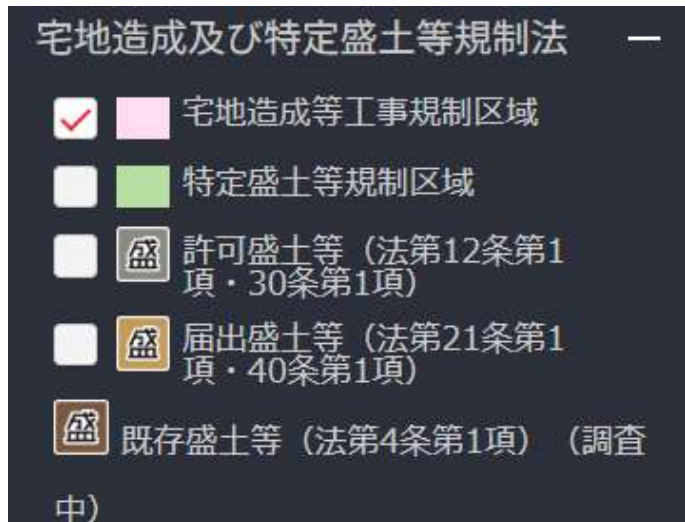 宅地造成及び特定盛土等規制法 −
宅地造成等工事規制区域
特定盛土等規制区域
盛 許可盛土等（法第12条第1
項・30条第1項）
盛 届出盛土等（法第21条第1
項・40条第1項）
盛 既存盛土等（法第4条第1項）（調査
中）